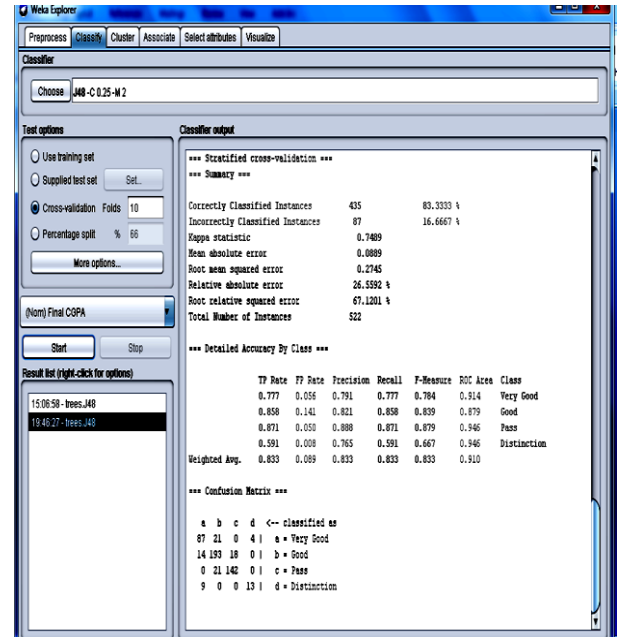 Weka Explorer
Preprocess Classify Cluster Associate Select attributes Visualize
Classifier
Choose J48 -C 0.25 -M 2
Test options
Use training set
Supplied test set Set...
Cross-validation Folds 10
Percentage split % 66
More options...
(Nom) Final CGPA
Start Stop
Result list (right-click for options)
15:06:58 - trees.J48
19:46:27 - trees.J48
Classifier output
=== Stratified cross-validation ===
=== Summary ===
Correctly Classified Instances 435 83.3333 %
Incorrectly Classified Instances 87 16.6667 %
Kappa statistic 0.7489
Mean absolute error 0.0889
Root mean squared error 0.2745
Relative absolute error 26.5592 %
Root relative squared error 67.1201 %
Total Number of Instances 522
=== Detailed Accuracy By Class ===
TP Rate FP Rate Precision Recall F-Measure ROC Area Class
0.777 0.056 0.791 0.777 0.784 0.914 Very Good
0.858 0.141 0.821 0.858 0.839 0.879 Good
0.871 0.050 0.888 0.871 0.879 0.946 Pass
0.591 0.008 0.765 0.591 0.667 0.946 Distinction
Weighted Avg. 0.833 0.089 0.833 0.833 0.833 0.910
=== Confusion Matrix ===
a b c d <-- classified as
87 21 0 4 | a = Very Good
14 193 18 0 | b = Good
0 21 142 0 | c = Pass
9 0 0 13 | d = Distinction